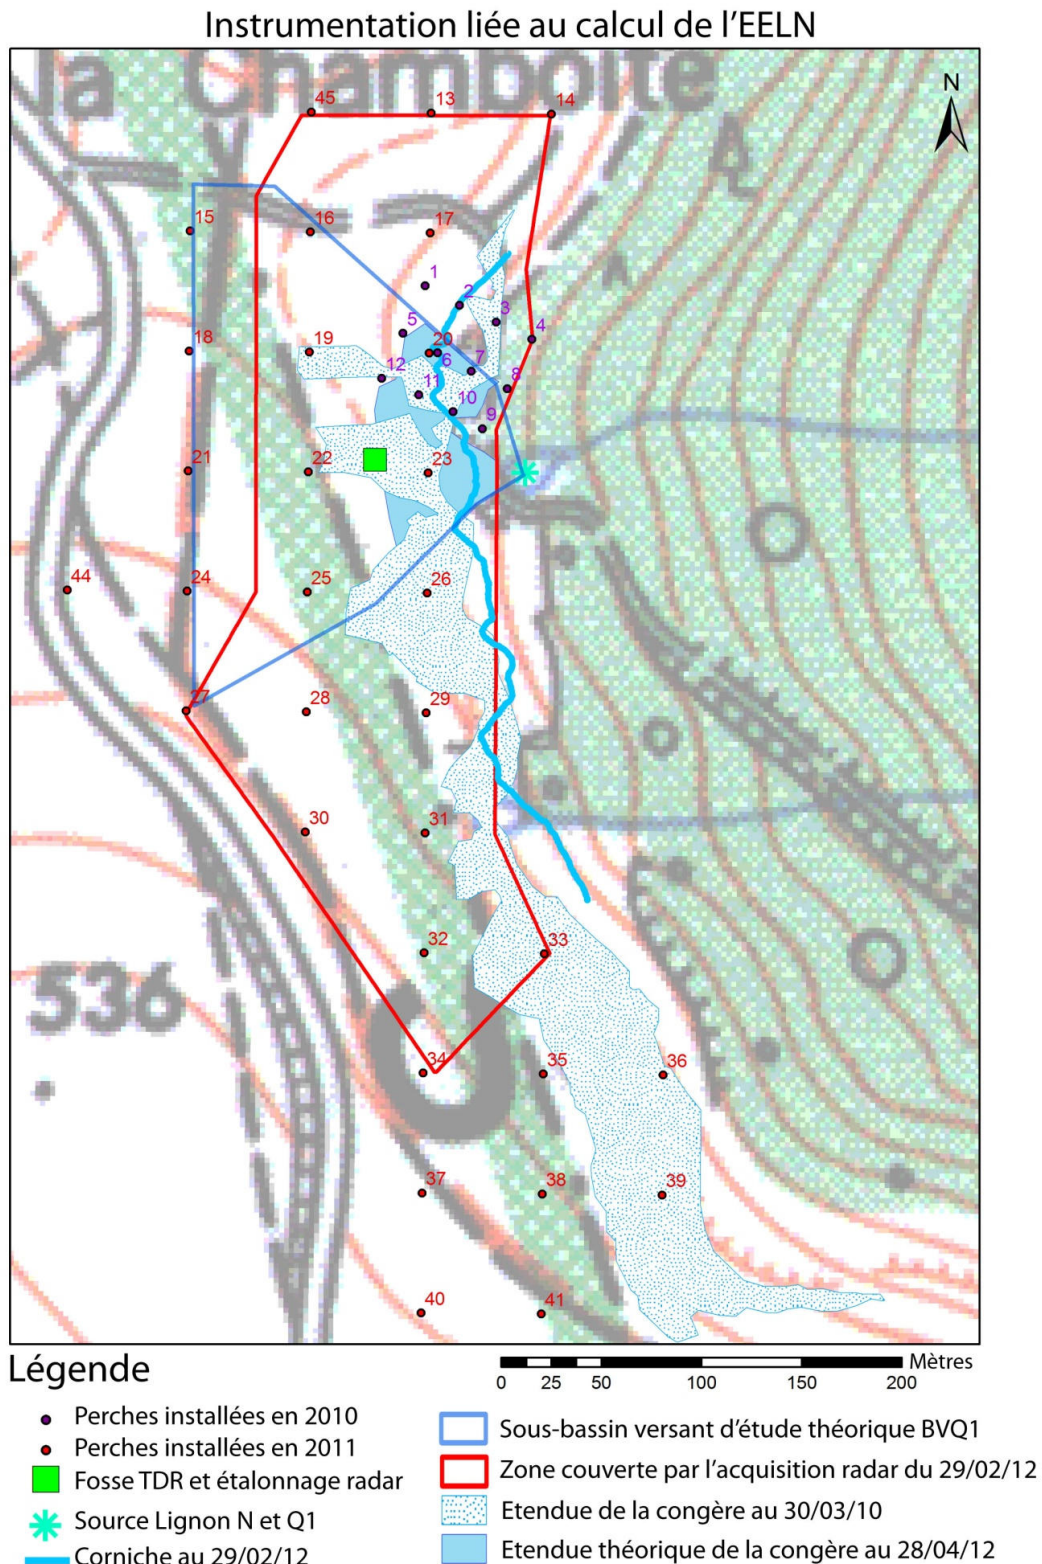 Instrumentation liée au calcul de l'EELN
la Chamboite
N
45
13
14
15
16
17
1
2
3
4
5
18
19
20
6
7
12
8
11
10
9
21
22
23
44
24
25
26
27
28
29
30
31
32
33
536
34
35
36
37
38
39
40
41
Légende
Mètres
0 25 50 100 150 200
Perches installées en 2010
Perches installées en 2011
Fosse TDR et étalonnage radar
Source Lignon N et Q1
Corniche au 29/02/12
Sous-bassin versant d'étude théorique BVQ1
Zone couverte par l'acquisition radar du 29/02/12
Etendue de la congère au 30/03/10
Etendue théorique de la congère au 28/04/12